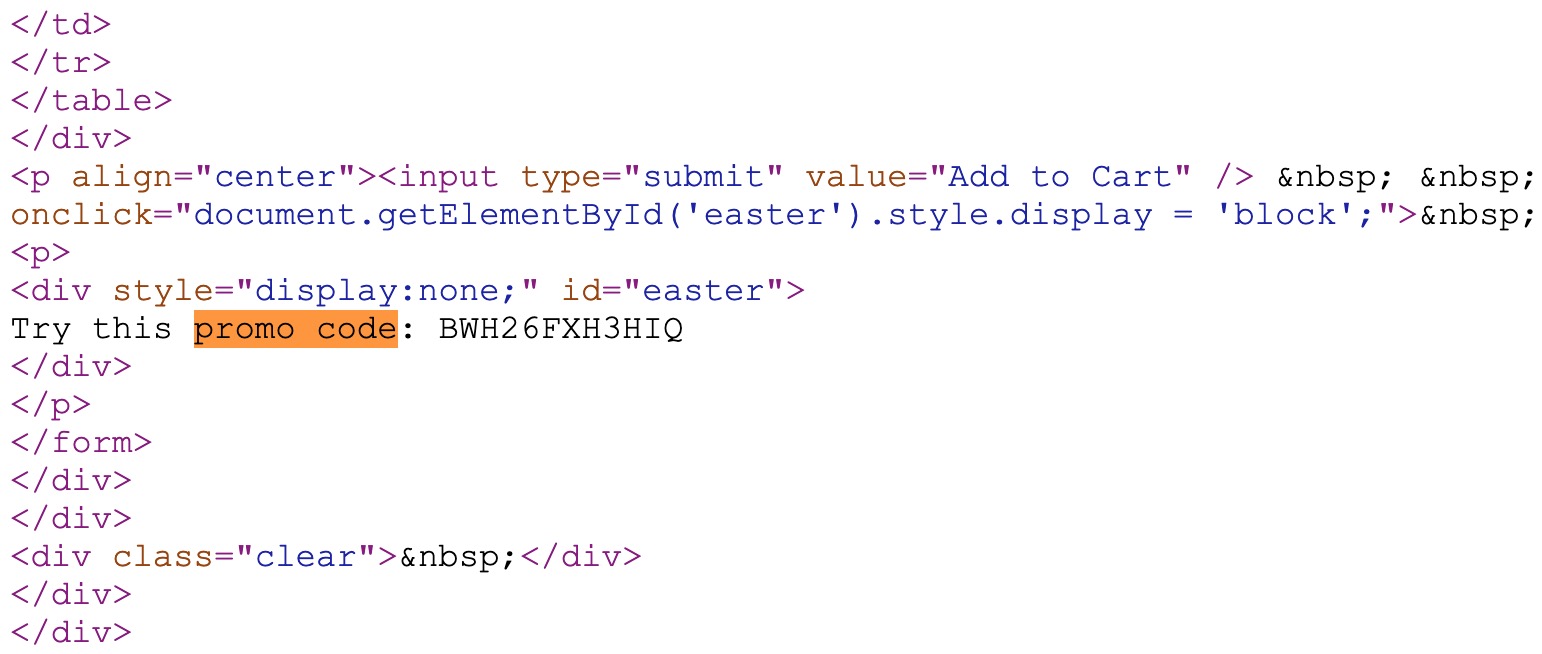 </td>
</tr>
</table>
</div>
<p align="center"><input type="submit" value="Add to Cart" /> &nbsp; &nbsp;
onclick="document.getElementById('easter').style.display = 'block';">&nbsp;
<p>
<div style="display:none;" id="easter">
Try this promo code: BWH26FXH3HIQ
</div>
</p>
</form>
</div>
</div>
<div class="clear">&nbsp;</div>
</div>
</div>